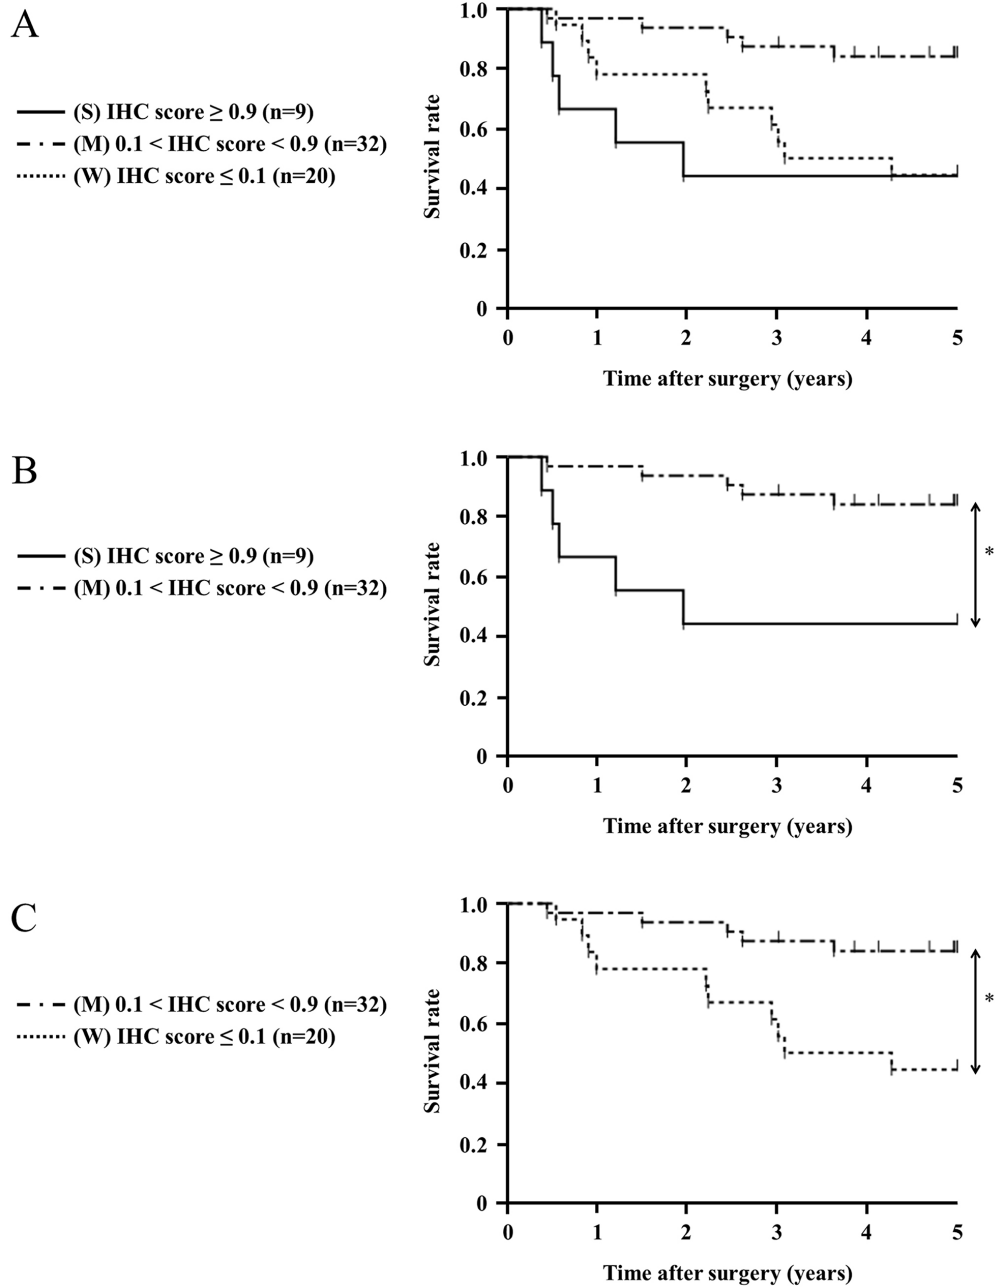 A
(S) IHC score ≥ 0.9 (n=9)
(M) 0.1 < IHC score < 0.9 (n=32)
(W) IHC score ≤ 0.1 (n=20)
Survival rate
1.0
0.8
0.6
0.4
0.2
0
0 1 2 3 4 5
Time after surgery (years)
B
(S) IHC score ≥ 0.9 (n=9)
(M) 0.1 < IHC score < 0.9 (n=32)
Survival rate
1.0
0.8
0.6
0.4
0.2
0
0 1 2 3 4 5
Time after surgery (years)
*
C
(M) 0.1 < IHC score < 0.9 (n=32)
(W) IHC score ≤ 0.1 (n=20)
Survival rate
1.0
0.8
0.6
0.4
0.2
0
0 1 2 3 4 5
Time after surgery (years)
*